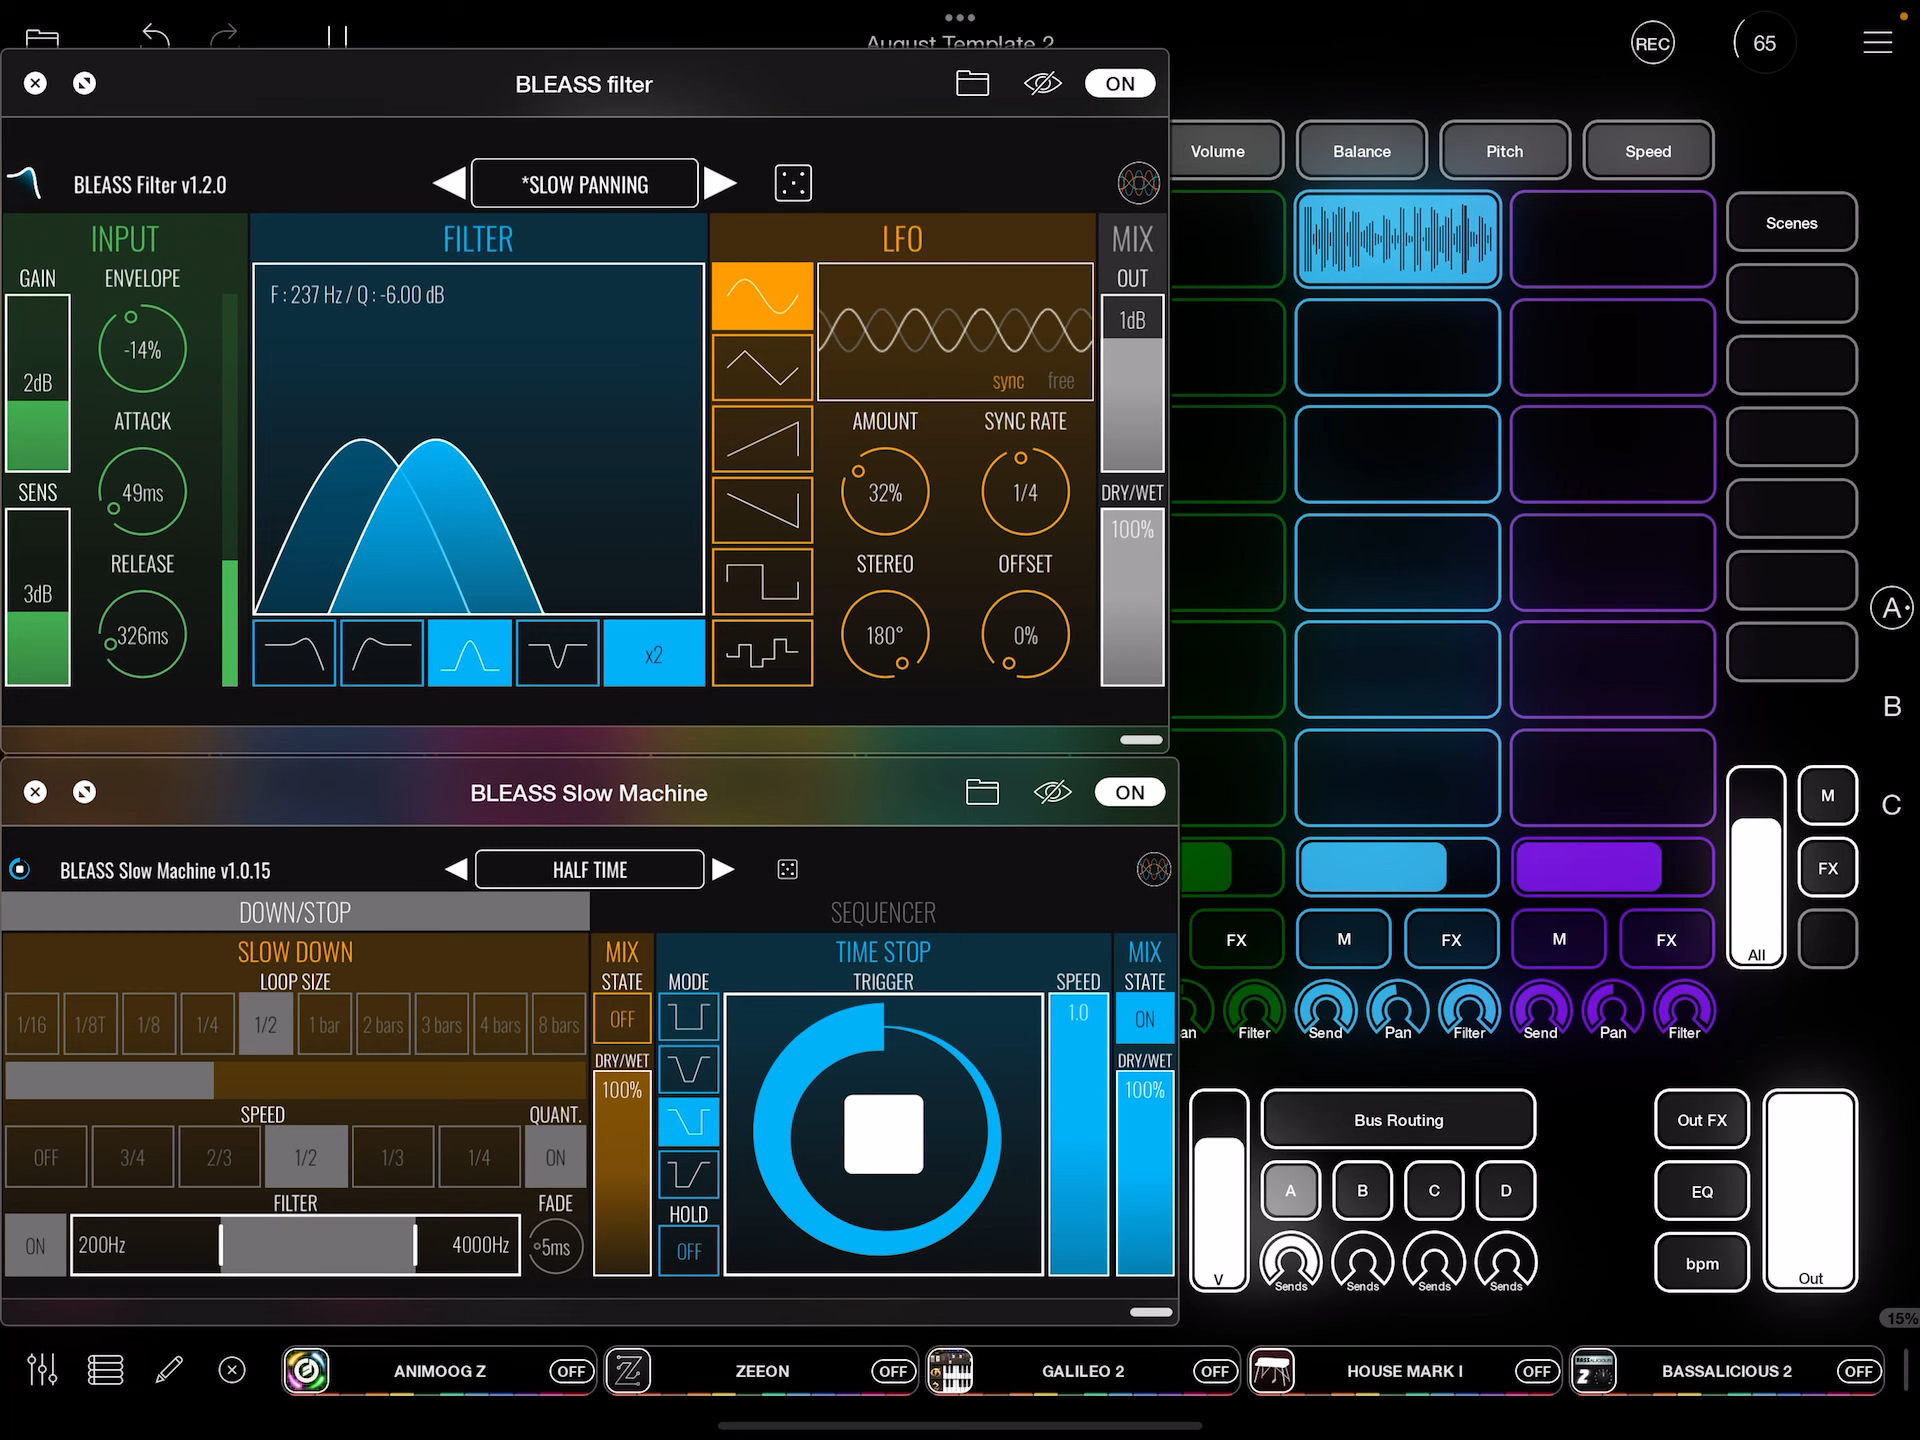 August Template 2
REC
65
BLEASS filter
ON
BLEASS Filter v1.2.0
*SLOW PANNING
INPUT
FILTER
LFO
MIX
GAIN
ENVELOPE
OUT
F : 237 Hz / Q : -6.00 dB
1dB
-14%
2dB
sync
free
ATTACK
AMOUNT
SYNC RATE
49ms
32%
1/4
SENS
DRY/WET
100%
RELEASE
STEREO
OFFSET
3dB
326ms
180°
0%
x2
Volume
Balance
Pitch
Speed
Scenes
A
B
C
BLEASS Slow Machine
ON
BLEASS Slow Machine v1.0.15
HALF TIME
DOWN/STOP
SEQUENCER
SLOW DOWN
MIX
TIME STOP
MIX
LOOP SIZE
STATE
MODE
TRIGGER
SPEED
STATE
1/16
1/8T
1/8
1/4
1/2
1 bar
2 bars
3 bars
4 bars
8 bars
OFF
1.0
ON
DRY/WET
DRY/WET
100%
100%
SPEED
QUANT.
OFF
3/4
2/3
1/2
1/3
1/4
ON
FILTER
FADE
HOLD
ON
200Hz
4000Hz
5ms
OFF
M
FX
All
FX
M
FX
M
FX
an
Filter
Send
Pan
Filter
Send
Pan
Filter
V
Bus Routing
A
B
C
D
Sends
Sends
Sends
Sends
Out FX
EQ
bpm
Out
15%
ANIMOOG Z
OFF
ZEEON
OFF
GALILEO 2
OFF
HOUSE MARK I
OFF
BASSALICIOUS 2
OFF